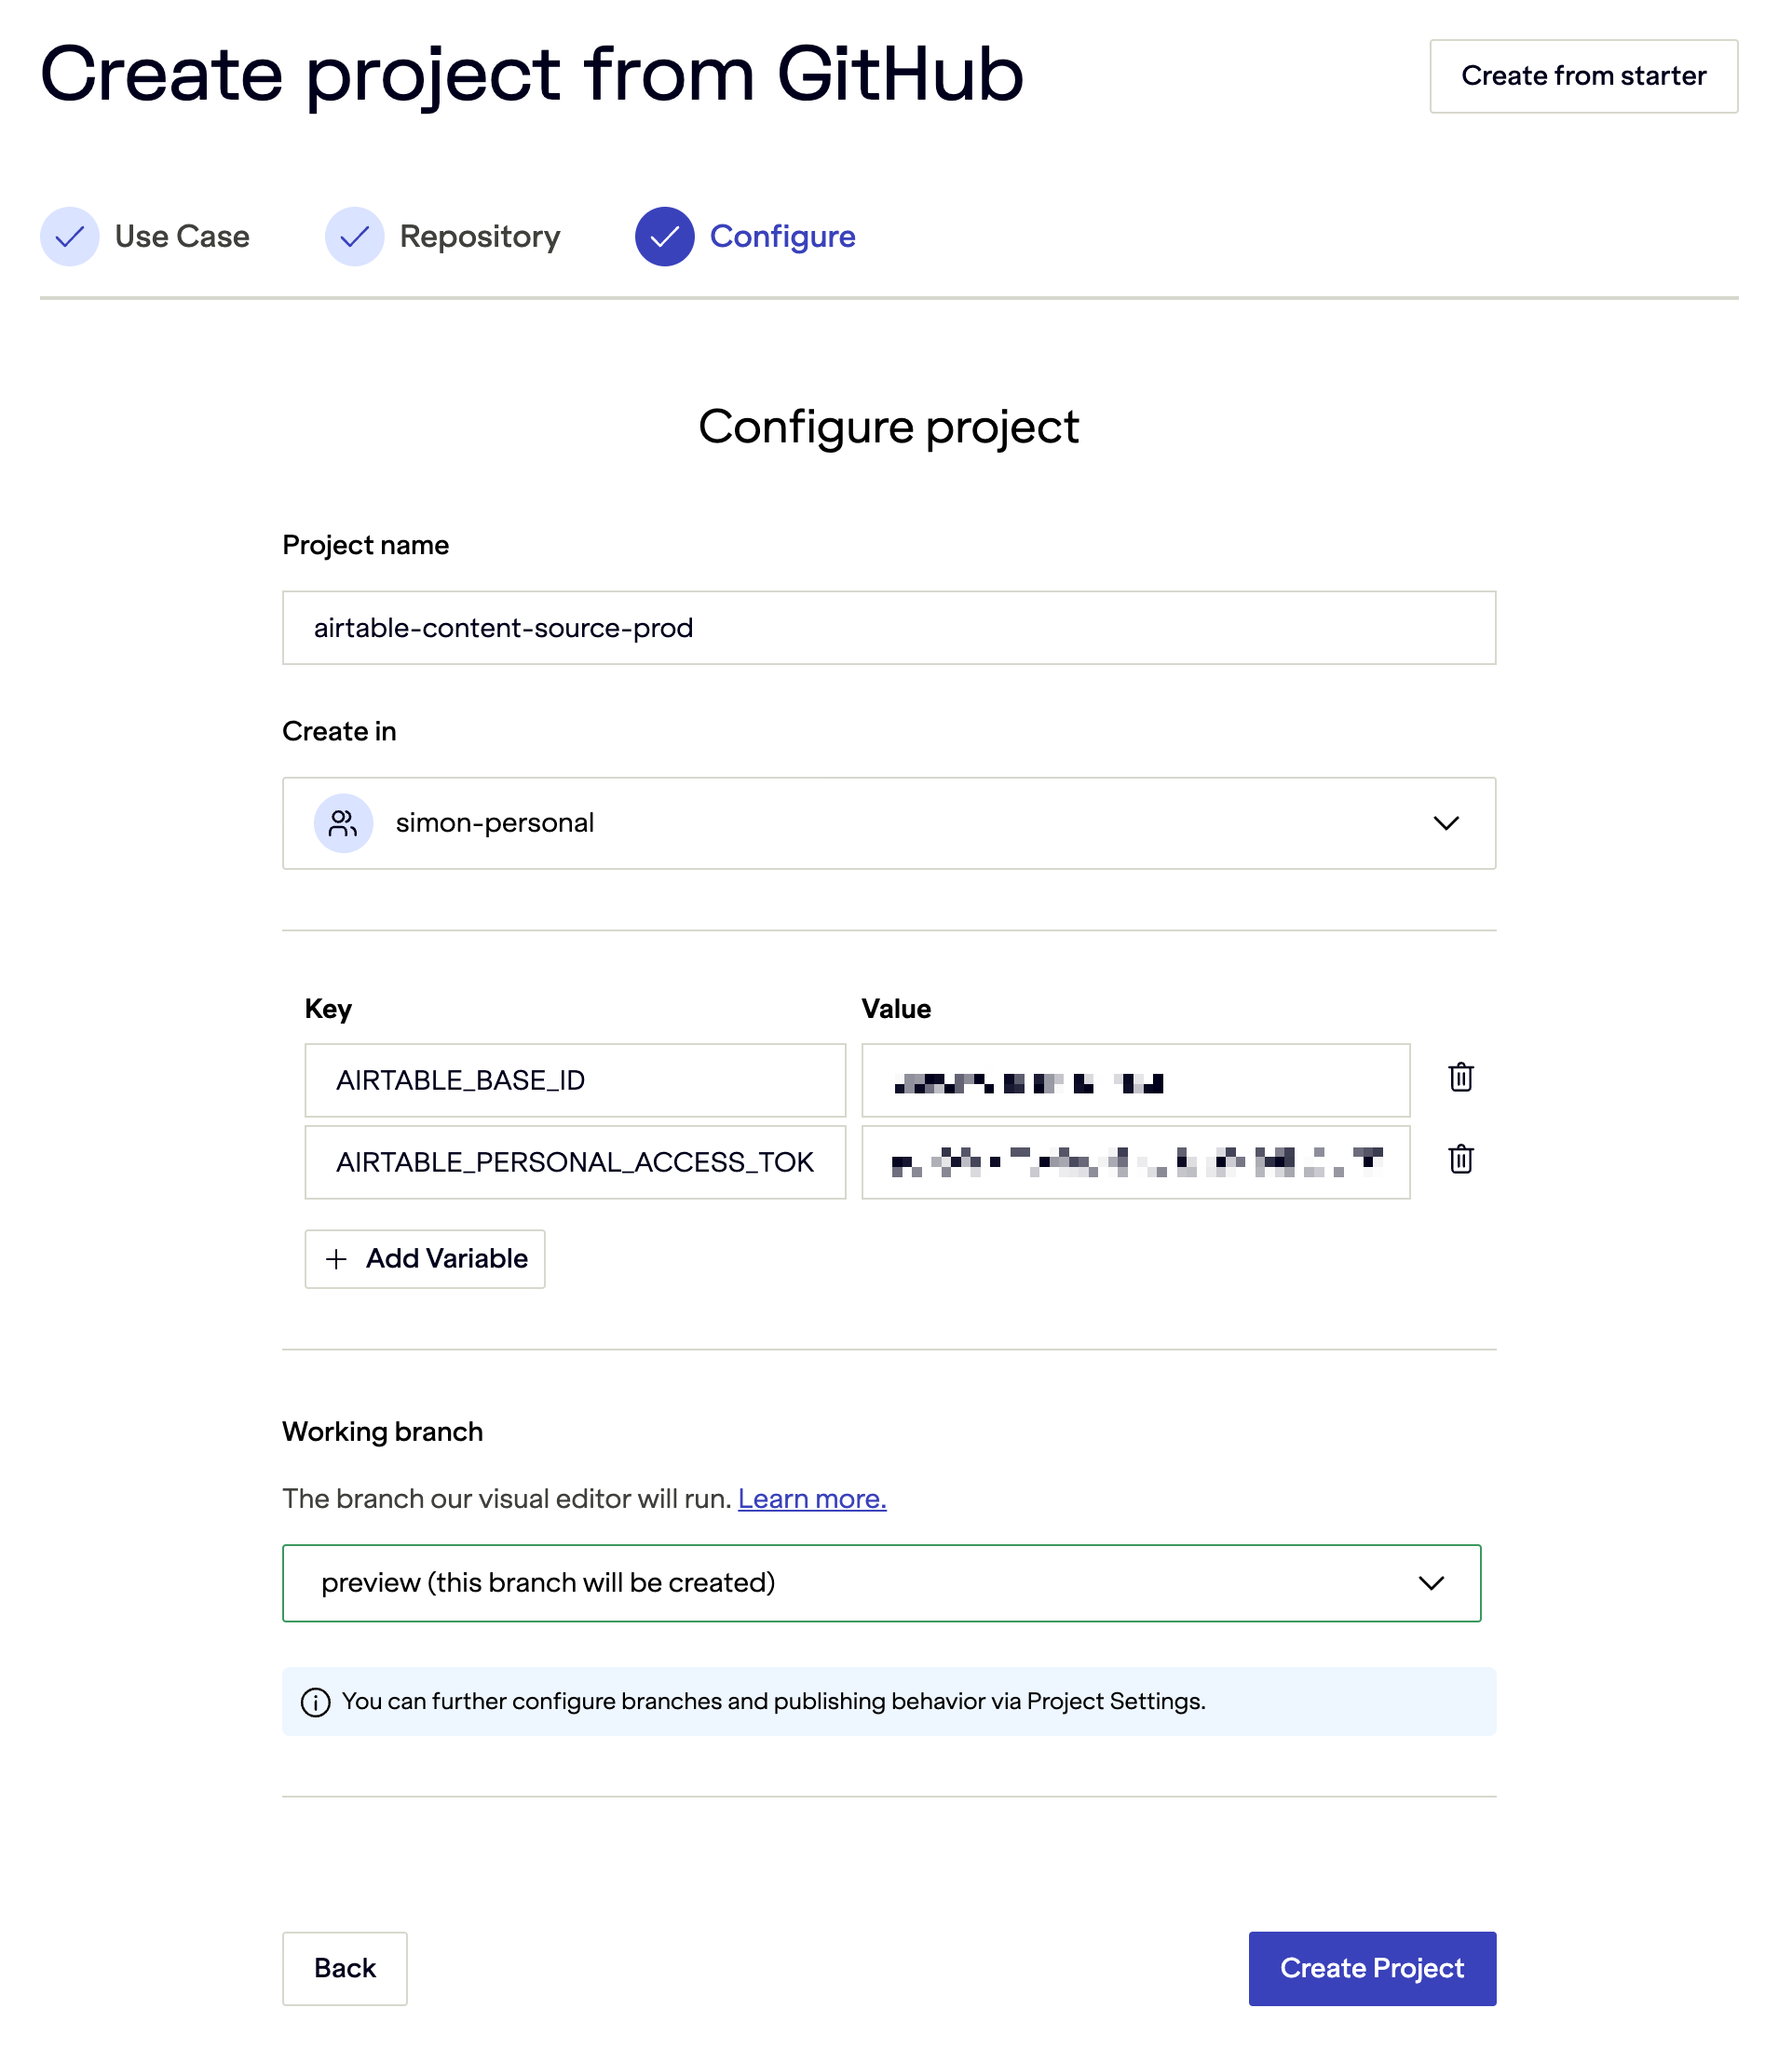 Create project from GitHub
Create from starter
Use Case
Repository
Configure
Configure project
Project name
airtable-content-source-prod
Create in
simon-personal
Key
Value
AIRTABLE_BASE_ID
AIRTABLE_PERSONAL_ACCESS_TOK
Add Variable
Working branch
The branch our visual editor will run. Learn more.
preview (this branch will be created)
You can further configure branches and publishing behavior via Project Settings.
Back
Create Project